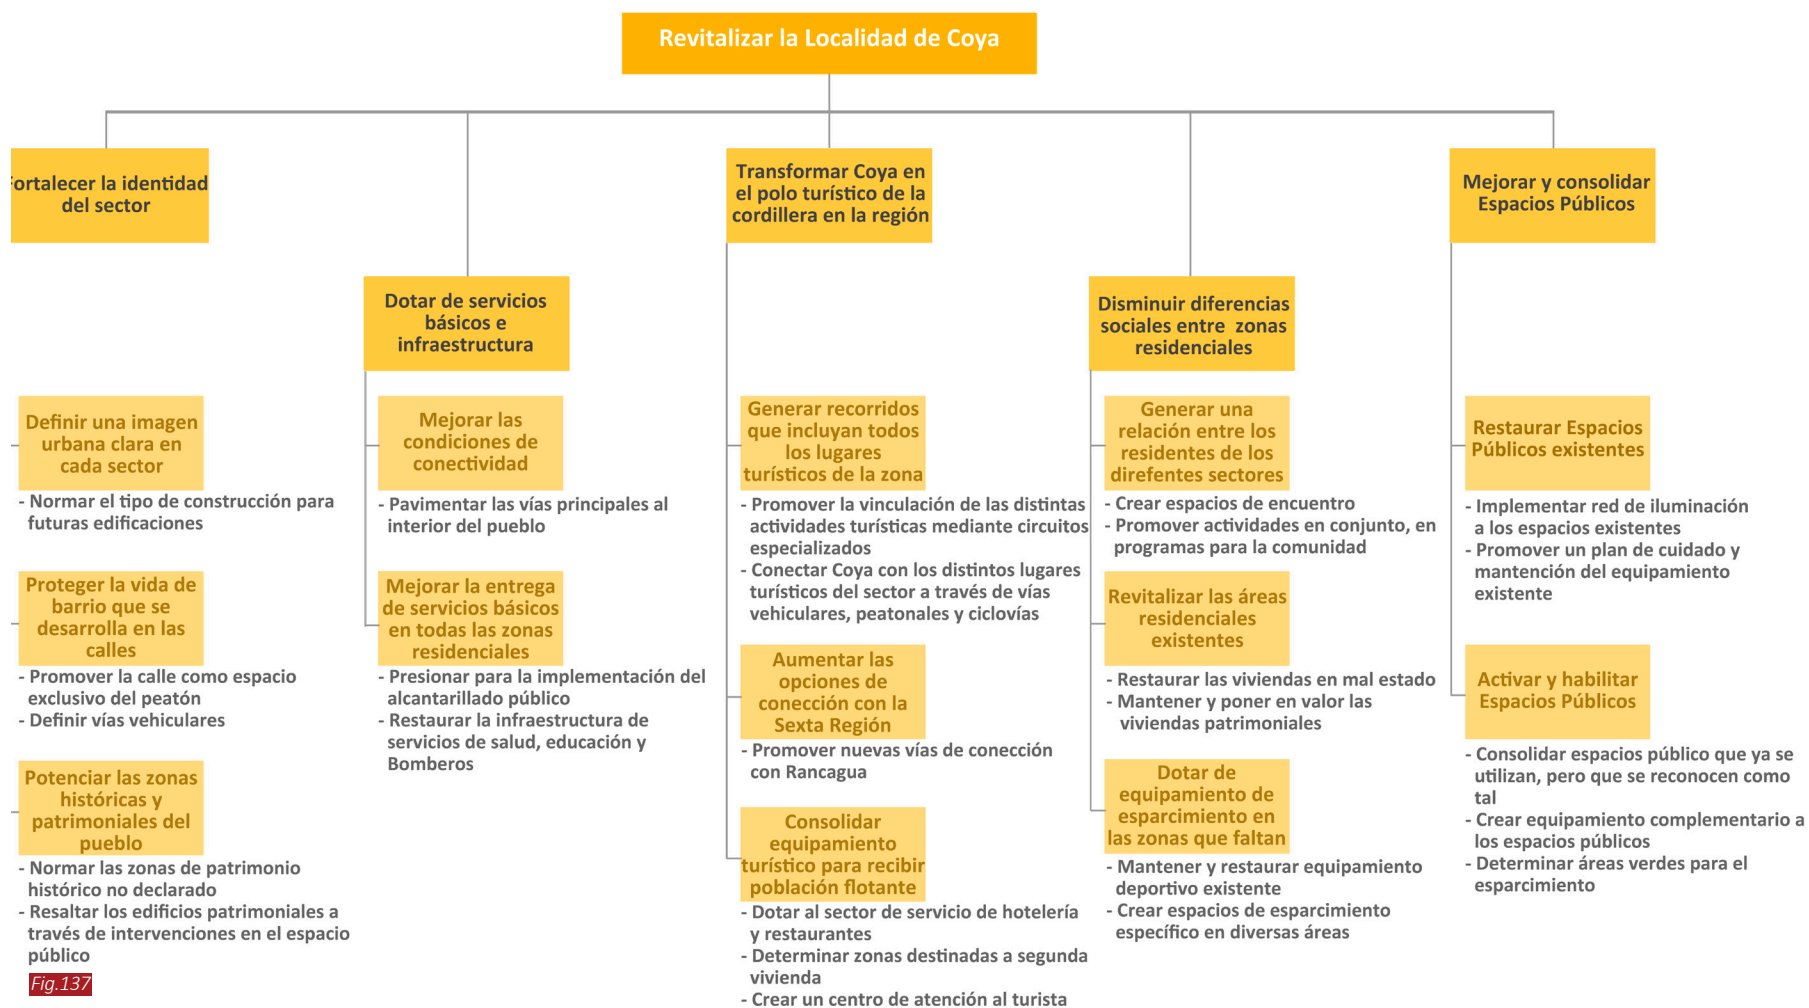 Revitalizar la Localidad de Coya
Fortalecer la identidad
del sector
Definir una imagen
urbana clara en
cada sector
- Normar el tipo de construcción para
futuras edificaciones
Proteger la vida de
barrio que se
desarrolla en las
calles
- Promover la calle como espacio
exclusivo del peatón
- Definir vías vehiculares
Potenciar las zonas
históricas y
patrimoniales del
pueblo
- Normar las zonas de patrimonio
histórico no declarado
- Resaltar los edificios patrimoniales a
través de intervenciones en el espacio
público
Fig.137
Dotar de servicios
básicos e
infraestructura
Mejorar las
condiciones de
conectividad
- Pavimentar las vías principales al
interior del pueblo
Mejorar la entrega
de servicios básicos
en todas las zonas
residenciales
- Presionar para la implementación del
alcantarillado público
- Restaurar la infraestructura de
servicios de salud, educación y
Bomberos
Transformar Coya en
el polo turístico de la
cordillera en la región
Generar recorridos
que incluyan todos
los lugares
turísticos de la zona
- Promover la vinculación de las distintas
actividades turísticas mediante circuitos
especializados
- Conectar Coya con los distintos lugares
turísticos del sector a través de vías
vehiculares, peatonales y ciclovías
Aumentar las
opciones de
conección con la
Sexta Región
- Promover nuevas vías de conección
con Rancagua
Consolidar
equipamiento
turístico para recibir
población flotante
- Dotar al sector de servicio de hotelería
y restaurantes
- Determinar zonas destinadas a segunda
vivienda
- Crear un centro de atención al turista
Disminuir diferencias
sociales entre zonas
residenciales
Generar una
relación entre los
residentes de los
direfentes sectores
- Crear espacios de encuentro
- Promover actividades en conjunto, en
programas para la comunidad
Revitalizar las áreas
residenciales
existentes
- Restaurar las viviendas en mal estado
- Mantener y poner en valor las
viviendas patrimoniales
Dotar de
equipamiento de
esparcimiento en
las zonas que faltan
- Mantener y restaurar equipamiento
deportivo existente
- Crear espacios de esparcimiento
específico en diversas áreas
Mejorar y consolidar
Espacios Públicos
Restaurar Espacios
Públicos existentes
- Implementar red de iluminación
a los espacios existentes
- Promover un plan de cuidado y
mantención del equipamiento
existente
Activar y habilitar
Espacios Públicos
- Consolidar espacios público que ya se
utilizan, pero que se reconocen como
tal
- Crear equipamiento complementario a
los espacios públicos
- Determinar áreas verdes para el
esparcimiento